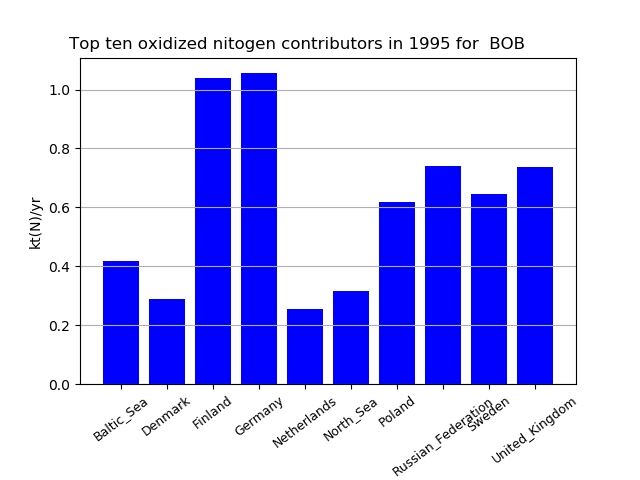 Top ten oxidized nitogen contributors in 1995 for  BOB
kt(N)/yr
1.0
0.8
0.6
0.4
0.2
0.0
Baltic_Sea
Denmark
Finland
Germany
Netherlands
North_Sea
Poland
Russian_Federation
Sweden
United_Kingdom